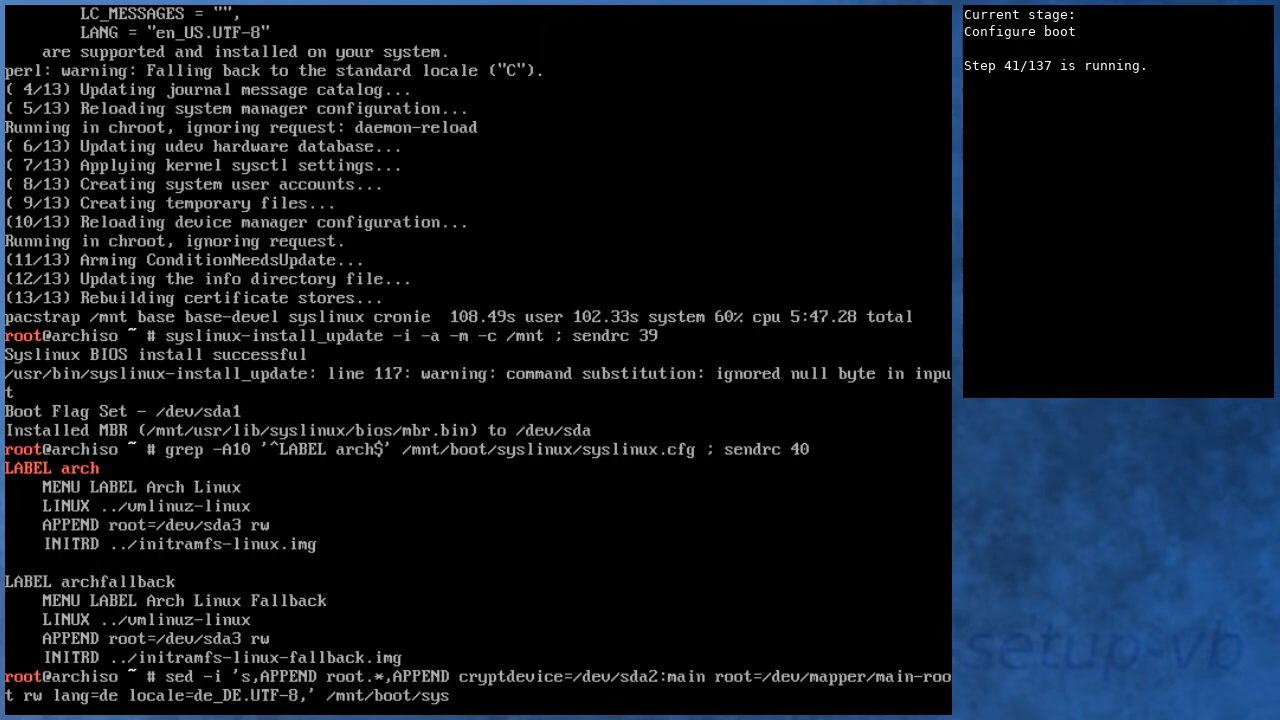 LC_MESSAGES = "",
        LANG = "en_US.UTF-8"
    are supported and installed on your system.
perl: warning: Falling back to the standard locale ("C").
( 4/13) Updating journal message catalog...
( 5/13) Reloading system manager configuration...
Running in chroot, ignoring request: daemon-reload
( 6/13) Updating udev hardware database...
( 7/13) Applying kernel sysctl settings...
( 8/13) Creating system user accounts...
( 9/13) Creating temporary files...
(10/13) Reloading device manager configuration...
Running in chroot, ignoring request.
(11/13) Arming ConditionNeedsUpdate...
(12/13) Updating the info directory file...
(13/13) Rebuilding certificate stores...
pacstrap /mnt base base-devel syslinux cronie  108.49s user 102.33s system 60% cpu 5:47.28 total
root@archiso ~ # syslinux-install_update -i -a -m -c /mnt ; sendrc 39
Syslinux BIOS install successful
/usr/bin/syslinux-install_update: line 117: warning: command substitution: ignored null byte in inpu
t
Boot Flag Set - /dev/sda1
Installed MBR (/mnt/usr/lib/syslinux/bios/mbr.bin) to /dev/sda
root@archiso ~ # grep -A10 '^LABEL arch$' /mnt/boot/syslinux/syslinux.cfg ; sendrc 40
LABEL arch
    MENU LABEL Arch Linux
    LINUX ../vmlinuz-linux
    APPEND root=/dev/sda3 rw
    INITRD ../initramfs-linux.img

LABEL archfallback
    MENU LABEL Arch Linux Fallback
    LINUX ../vmlinuz-linux
    APPEND root=/dev/sda3 rw
    INITRD ../initramfs-linux-fallback.img
root@archiso ~ # sed -i 's,APPEND root.*,APPEND cryptdevice=/dev/sda2:main root=/dev/mapper/main-roo
t rw lang=de locale=de_DE.UTF-8,' /mnt/boot/sys
Current stage:
Configure boot

Step 41/137 is running.
setup-vb